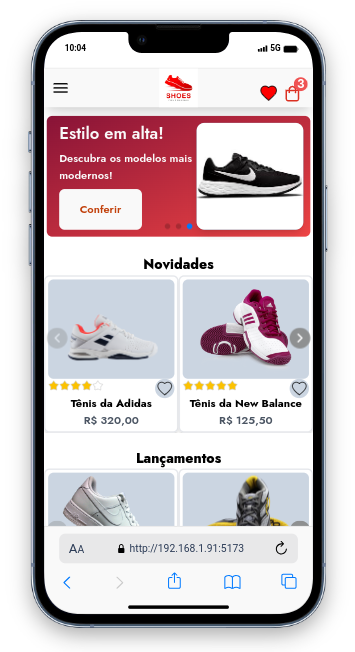 10:04
5G
SHOES
3
Estilo em alta!
Descubra os modelos mais
modernos!
Conferir
Novidades
Tênis da Adidas
R$ 320,00
Tênis da New Balance
R$ 125,50
Lançamentos
AA
http://192.168.1.91:5173